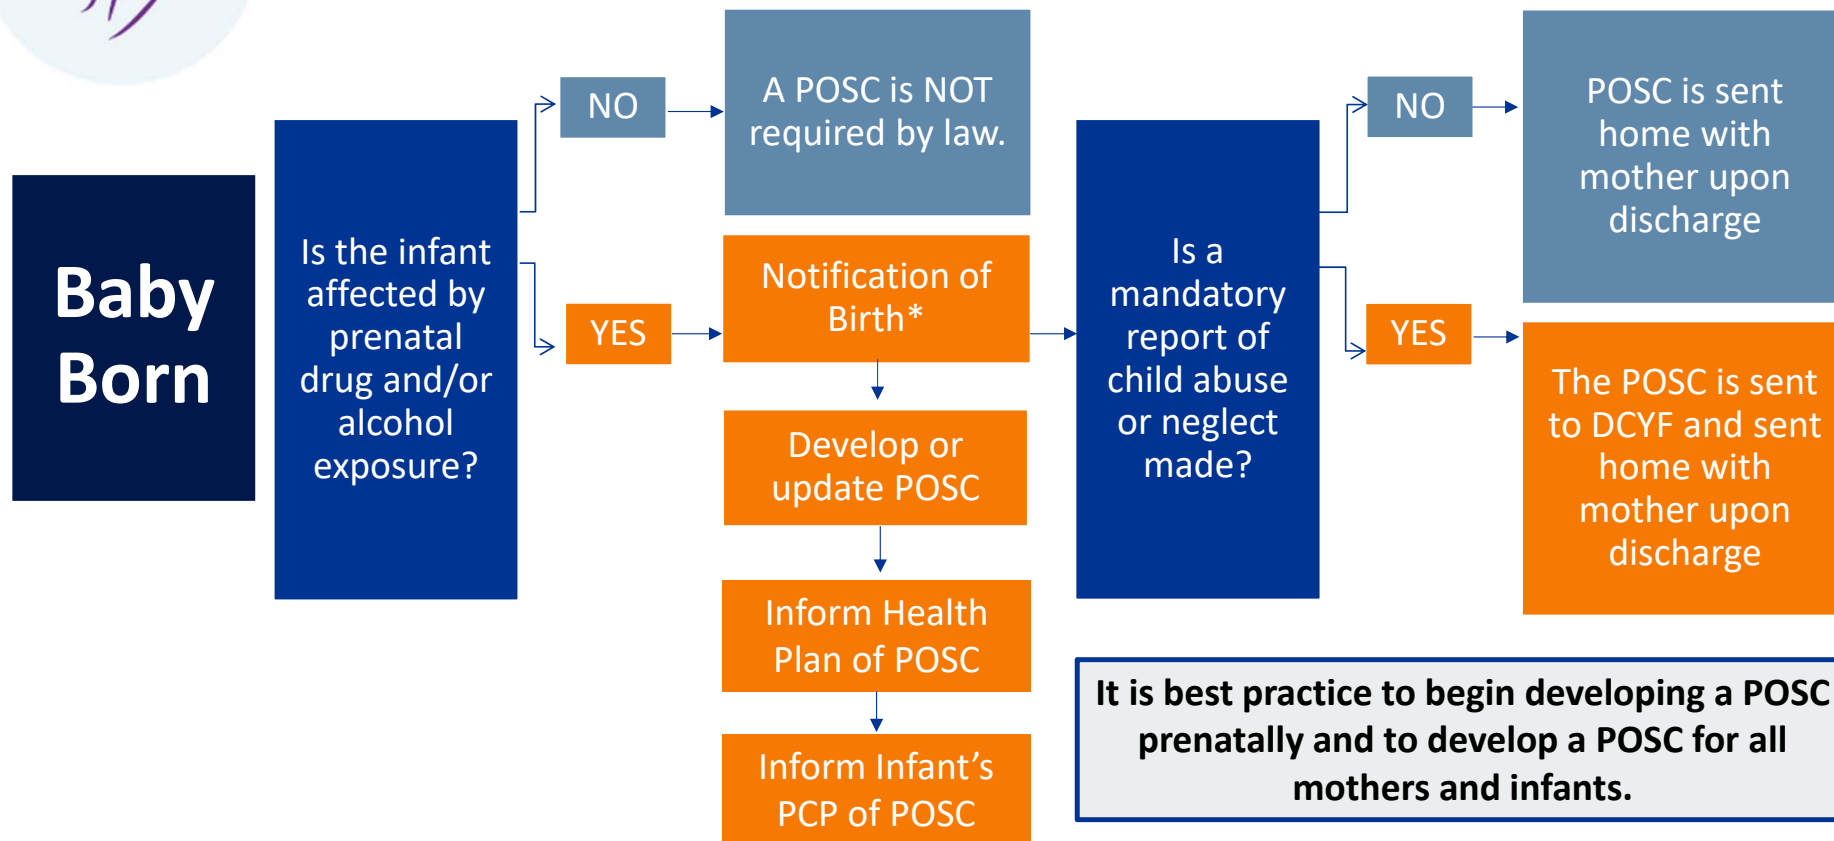 Baby
Born
Is the infant
affected by
prenatal
drug and/or
alcohol
exposure?
NO
A POSC is NOT
required by law.
YES
Notification of
Birth*
Develop or
update POSC
Inform Health
Plan of POSC
Inform Infant’s
PCP of POSC
Is a
mandatory
report of
child abuse
or neglect
made?
NO
POSC is sent
home with
mother upon
discharge
YES
The POSC is sent
to DCYF and sent
home with
mother upon
discharge
It is best practice to begin developing a POSC
prenatally and to develop a POSC for all
mothers and infants.